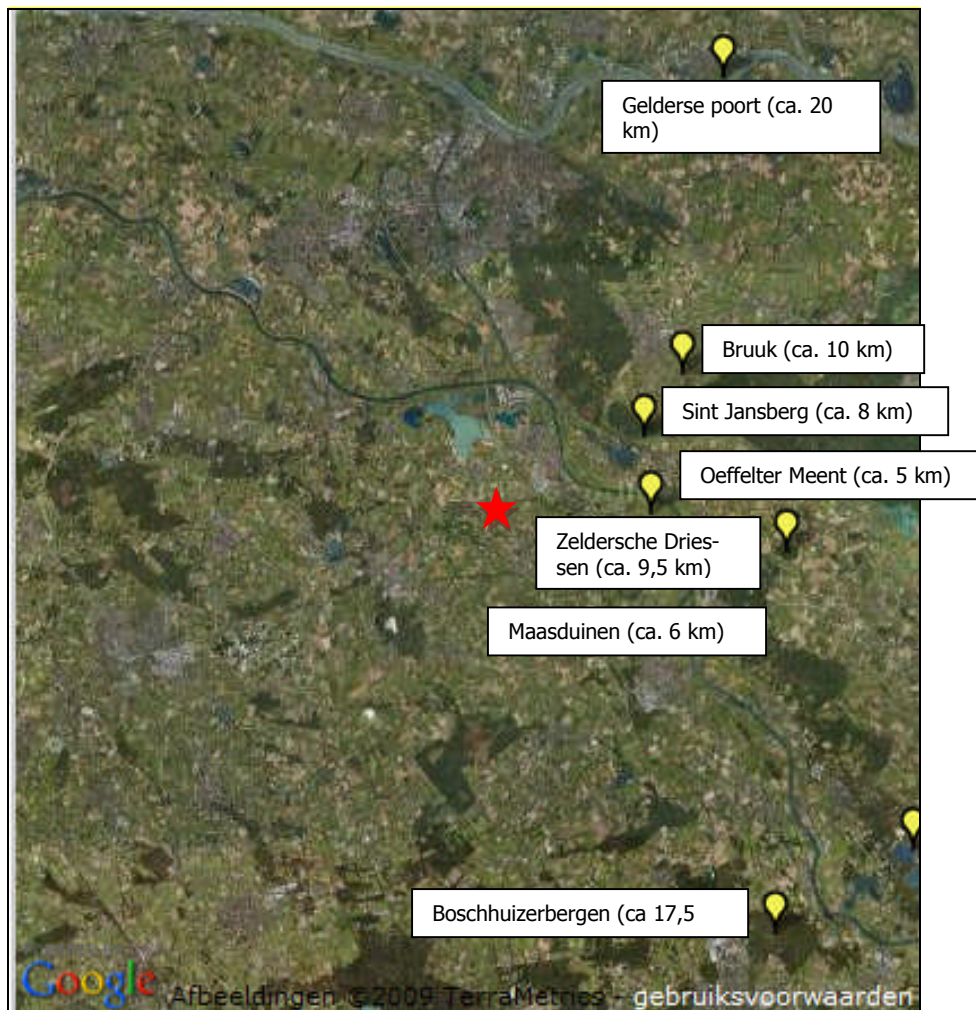 Gelderse poort (ca. 20
km)
Bruuk (ca. 10 km)
Sint Jansberg (ca. 8 km)
Oeffelter Meent (ca. 5 km)
Zeldersche Dries-
sen (ca. 9,5 km)
Maasduinen (ca. 6 km)
Boschhuizerbergen (ca 17,5
Google
Afbeeldingen ©2009 TerraMetrics - gebruiksvoorwaarden